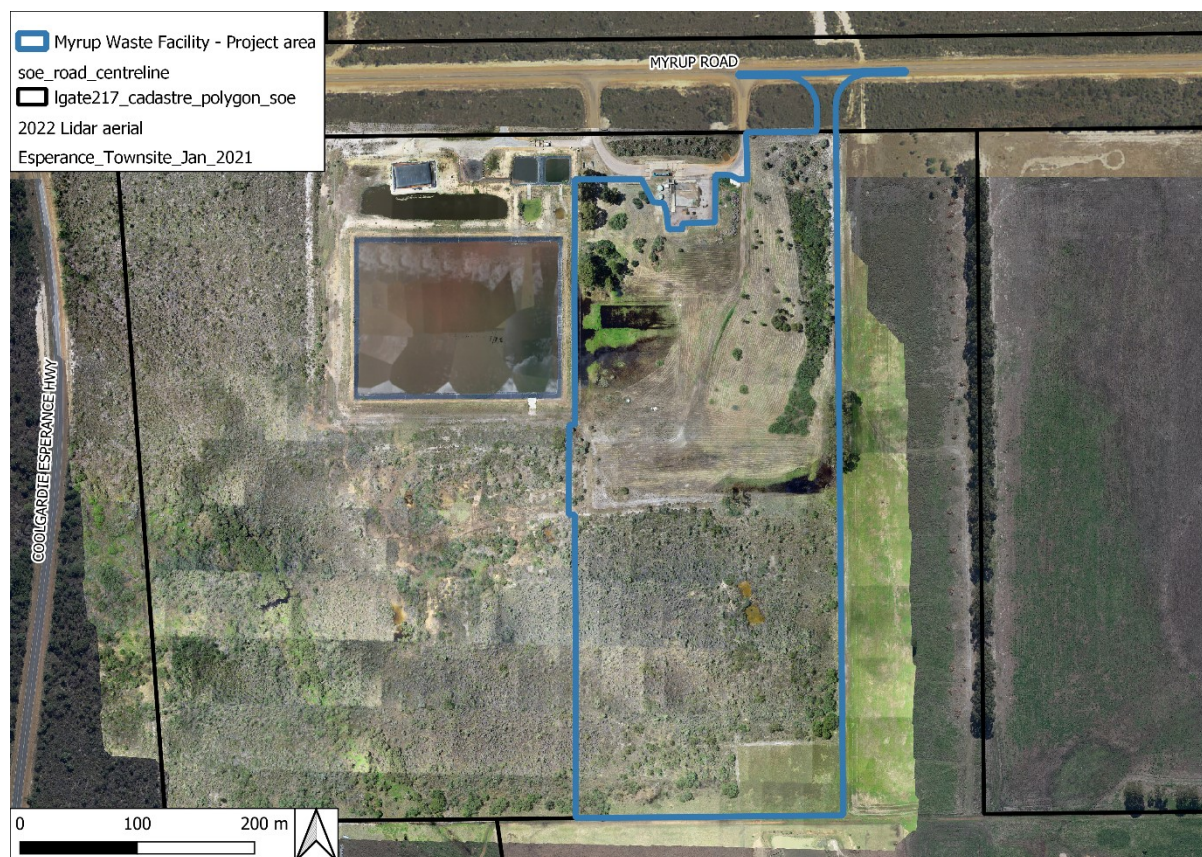 Myrup Waste Facility - Project area
soe_road_centreline
lgate217_cadastre_polygon_soe
2022 Lidar aerial
Esperance_Townsite_Jan_2021
MYRUP ROAD
COOLGARDIE ESPERANCE HWY
0 100 200 m